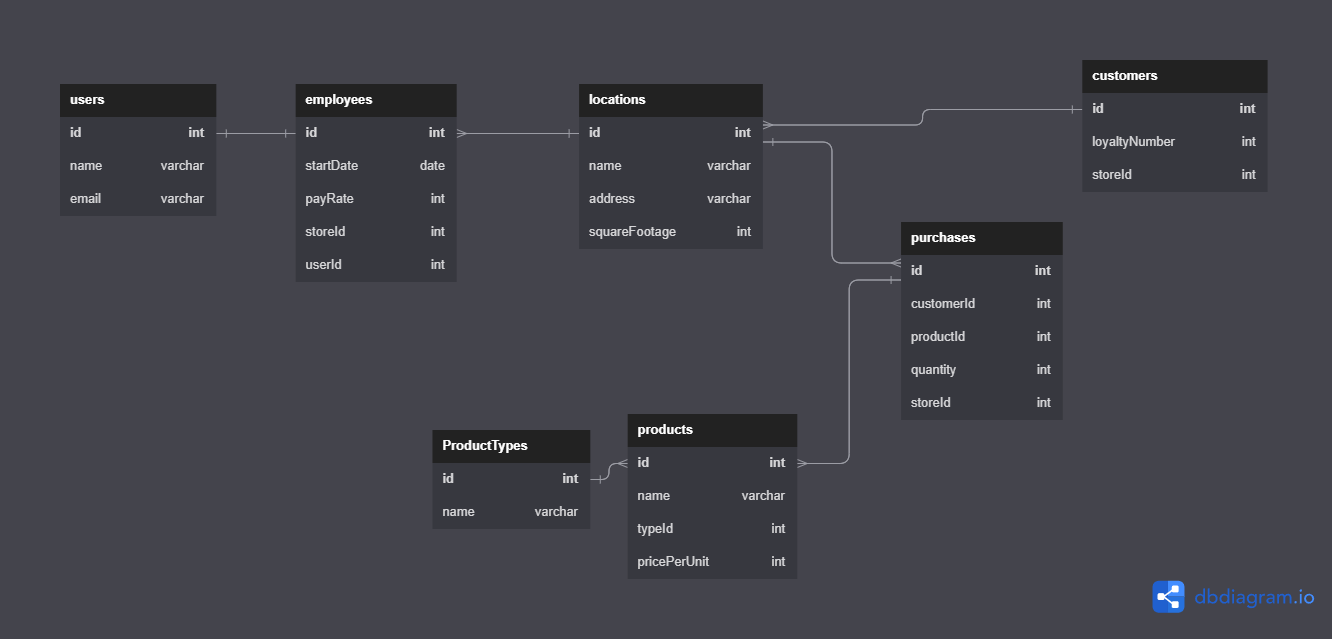 users
id int
name varchar
email varchar
employees
id int
startDate date
payRate int
storeId int
userId int
locations
id int
name varchar
address varchar
squareFootage int
customers
id int
loyaltyNumber int
storeId int
purchases
id int
customerId int
productId int
quantity int
storeId int
ProductTypes
id int
name varchar
products
id int
name varchar
typeId int
pricePerUnit int
dbdiagram.io